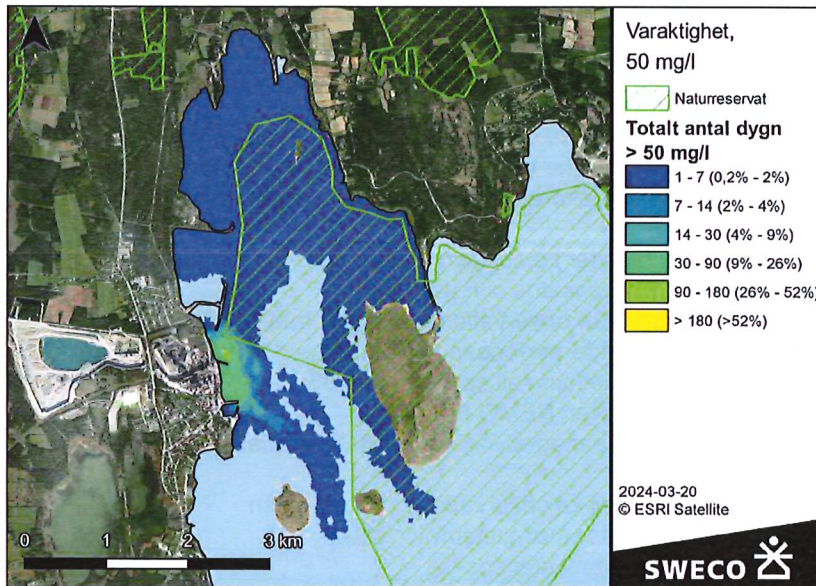 Varaktighet,
50 mg/l
Naturreservat
Totalt antal dygn
> 50 mg/l
1 - 7 (0,2% - 2%)
7 - 14 (2% - 4%)
14 - 30 (4% - 9%)
30 - 90 (9% - 26%)
90 - 180 (26% - 52%)
> 180 (>52%)
2024-03-20
© ESRI Satellite
0 1 2 3 km
SWECO